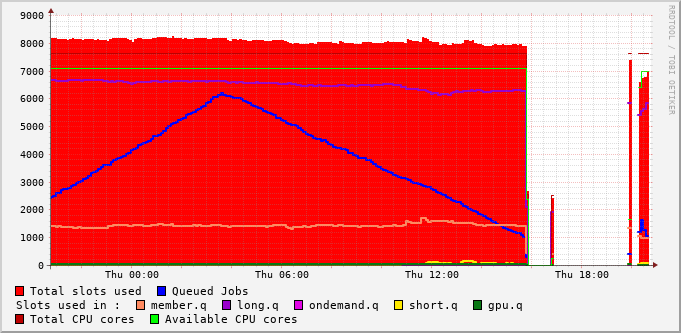 9000
8000
7000
6000
5000
4000
3000
2000
1000
0
Thu 00:00 Thu 06:00 Thu 12:00 Thu 18:00
RRDTOOL / TOBI OETIKER
Total slots used Queued Jobs
Slots used in : member.q long.q ondemand.q short.q gpu.q
Total CPU cores Available CPU cores